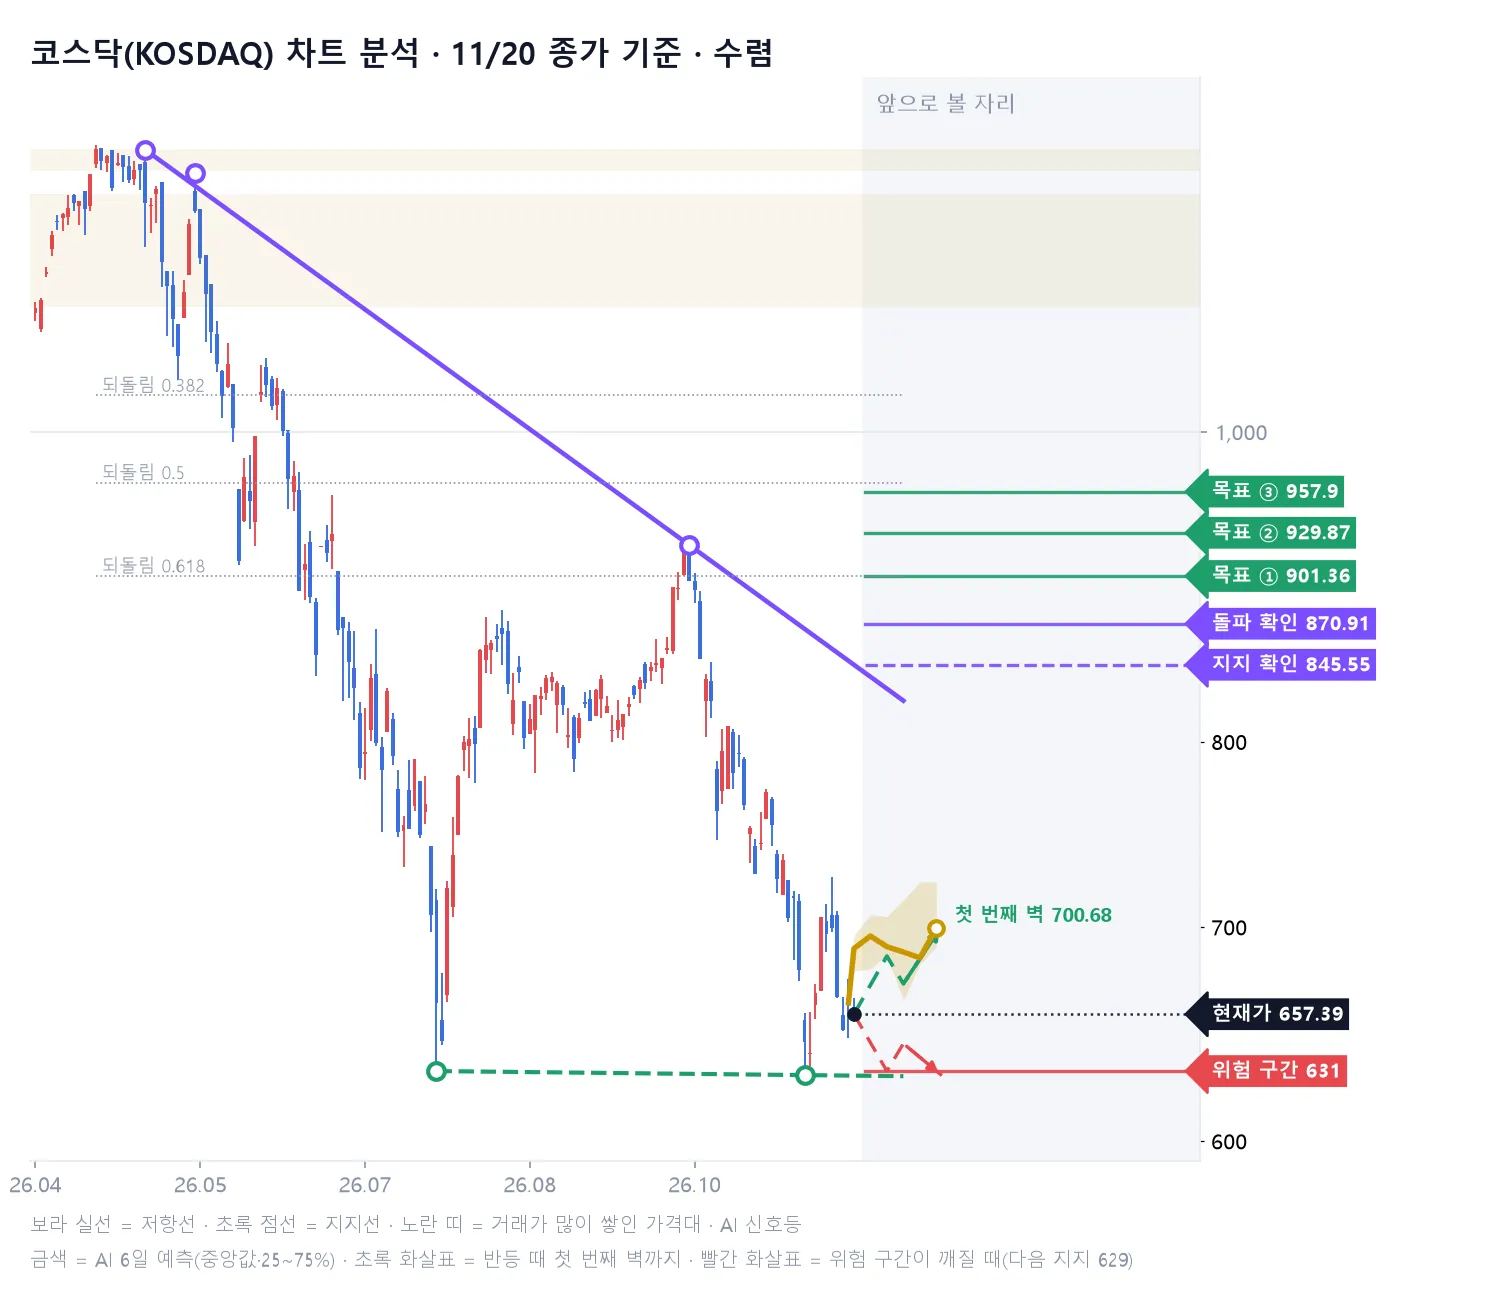 코스닥(KOSDAQ) 차트 분석 · 11/20 종가 기준 · 수렴
앞으로 볼 자리
되돌림 0.382
1,000
되돌림 0.5
목표 ③ 957.9
목표 ② 929.87
되돌림 0.618
목표 ① 901.36
돌파 확인 870.91
지지 확인 845.55
800
첫 번째 벽 700.68
700
현재가 657.39
위험 구간 631
600
26.04 26.05 26.07 26.08 26.10
보라 실선 = 저항선 · 초록 점선 = 지지선 · 노란 띠 = 거래가 많이 쌓인 가격대 · AI 신호등
금색 = AI 6일 예측(중앙값·25~75%) · 초록 화살표 = 반등 때 첫 번째 벽까지 · 빨간 화살표 = 위험 구간이 깨질 때(다음 지지 629)